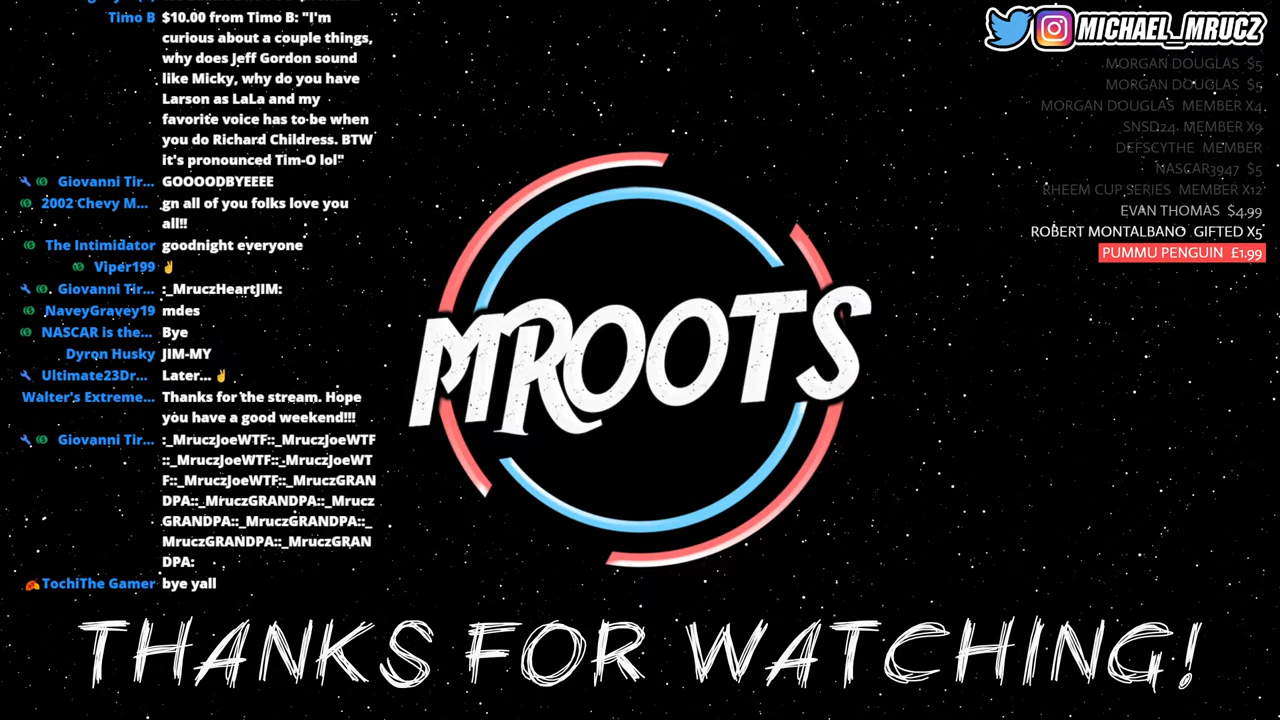 Timo B $10.00 from Timo B: "I'm
curious about a couple things,
why does Jeff Gordon sound
like Micky, why do you have
Larson as LaLa and my
favorite voice has to be when
you do Richard Childress. BTW
it's pronounced Tim-O lol"
Giovanni Tir... GOOOODBYEEEE
2002 Chevy M... gn all of you folks love you
all!!
The Intimidator goodnight everyone
Viper199 ✌
Giovanni Tir... :_MruczHeartJIM:
NaveyGravey19 mdes
NASCAR is the... Bye
Dyron Husky JIM-MY
Ultimate23Dr... Later...✌
Walter's Extreme... Thanks for the stream. Hope
you have a good weekend!!!
Giovanni Tir... :_MruczJoeWTF::_MruczJoeWTF
::_MruczJoeWTF::_MruczJoeWT
F::_MruczJoeWTF::_MruczGRAN
DPA::_MruczGRANDPA::_Mrucz
GRANDPA::_MruczGRANDPA::_
MruczGRANDPA::_MruczGRAN
DPA:
TochiThe Gamer bye yall
MROOTS
MICHAEL_MRUCZ
MORGAN DOUGLAS $5
MORGAN DOUGLAS $5
MORGAN DOUGLAS MEMBER X4
SNSD24 MEMBER X9
DEFSCYTHE MEMBER
NASCAR3947 $5
RHEEM CUP SERIES MEMBER X12
EVAN THOMAS $4.99
ROBERT MONTALBANO GIFTED X5
PUMMU PENGUIN £1.99
THANKS FOR WATCHING!